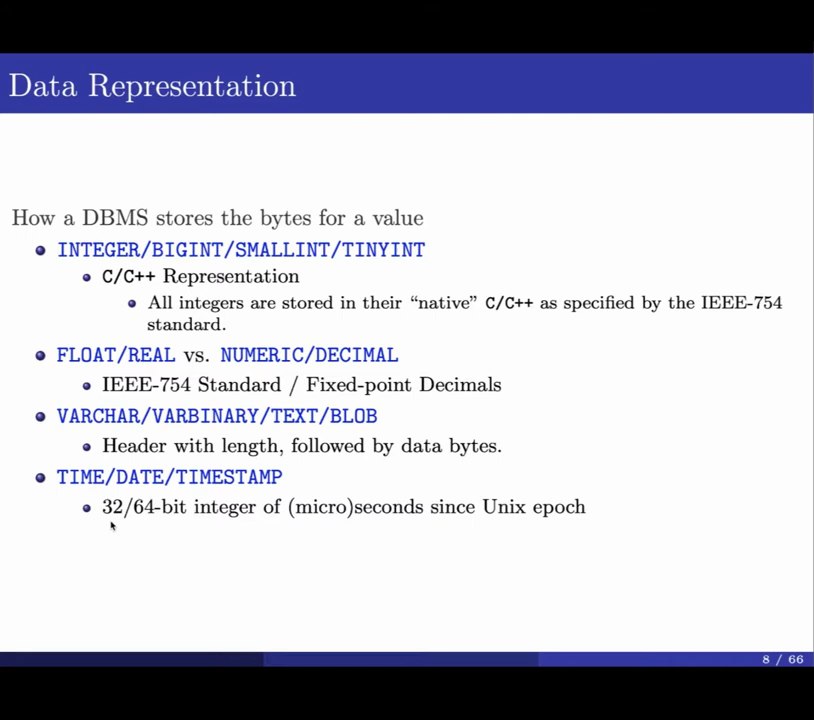 Data Representation
How a DBMS stores the bytes for a value
INTEGER/BIGINT/SMALLINT/TINYINT
C/C++ Representation
All integers are stored in their “native” C/C++ as specified by the IEEE-754
standard.
FLOAT/REAL vs. NUMERIC/DECIMAL
IEEE-754 Standard / Fixed-point Decimals
VARCHAR/VARBINARY/TEXT/BLOB
Header with length, followed by data bytes.
TIME/DATE/TIMESTAMP
32/64-bit integer of (micro)seconds since Unix epoch
8 / 66